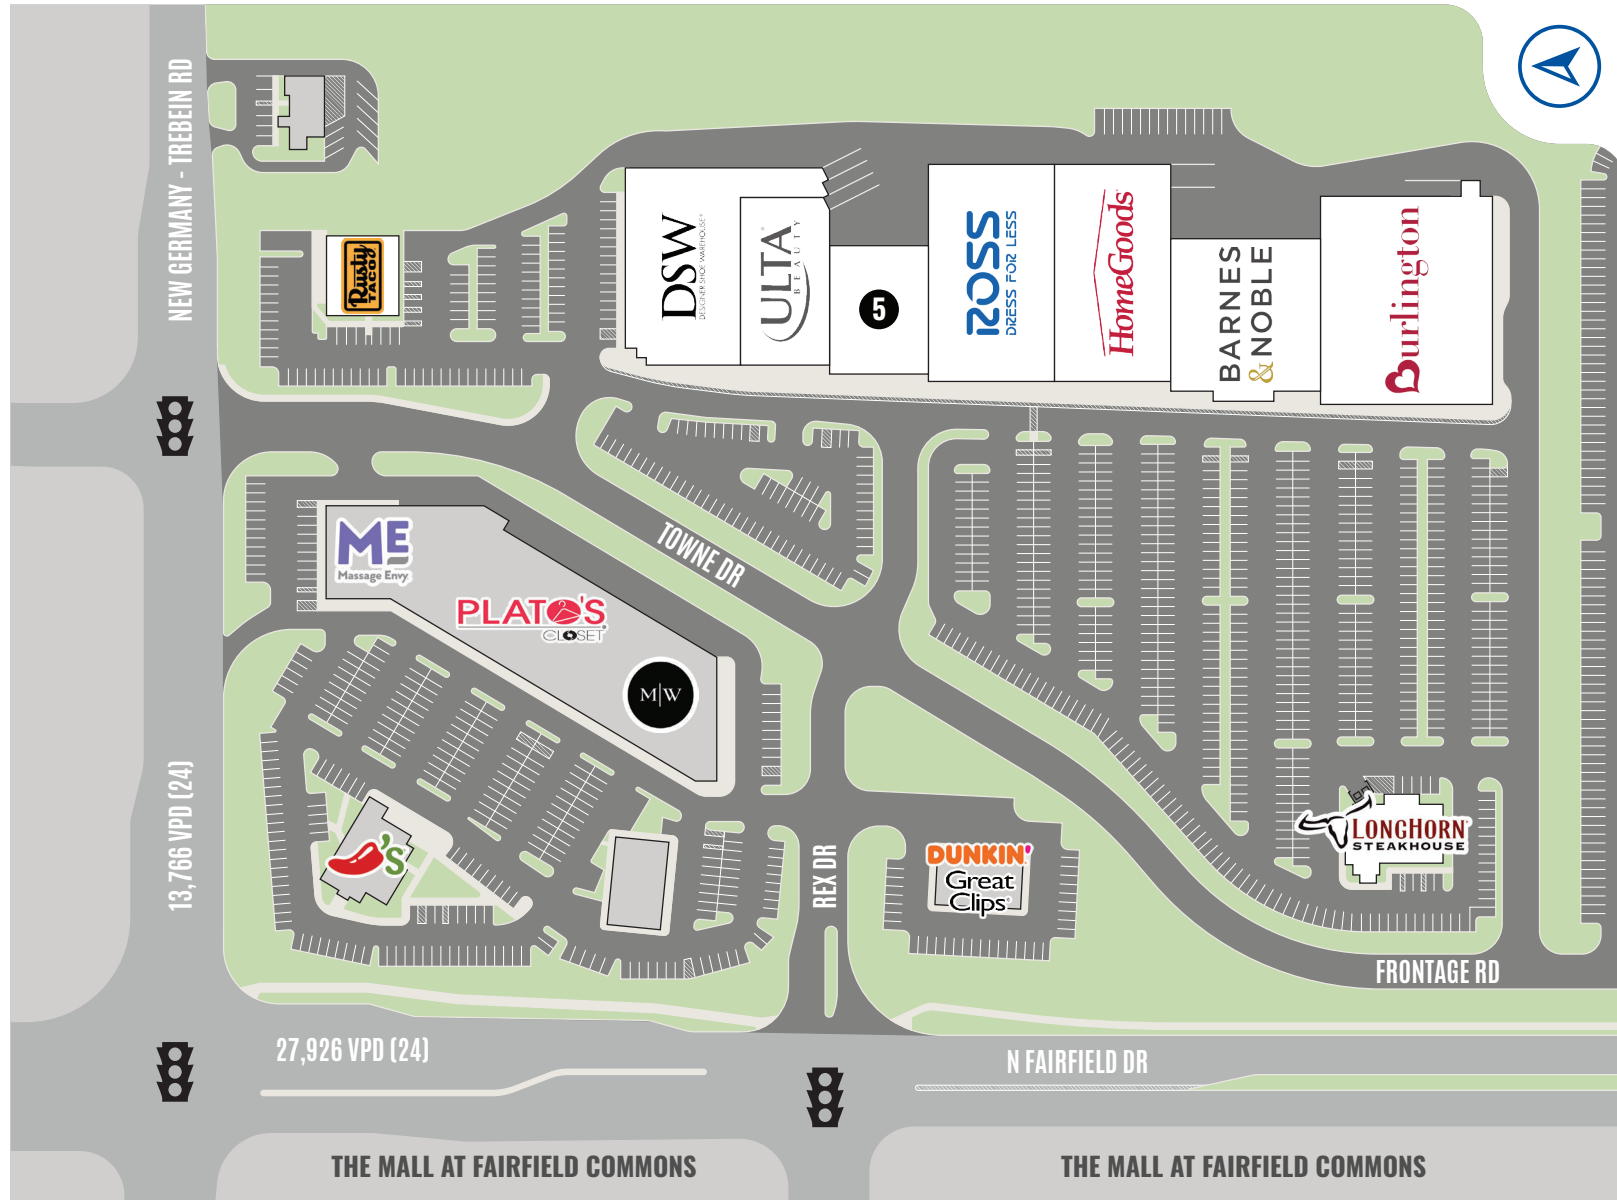 NEW GERMANY - TREBEIN RD
Rusty
TACO
DSW
DESIGNER SHOE WAREHOUSE®
ULTA
BEAUTY
5
ROSS
DRESS FOR LESS
HomeGoods
BARNES
& NOBLE
Burlington
ME
Massage Envy
PLATO'S
CLOSET
M|W
TOWNE DR
13,766 VPD (24)
'S
REX DR
DUNKIN'
Great
Clips
LONGHORN
STEAKHOUSE
FRONTAGE RD
27,926 VPD (24)
N FAIRFIELD DR
THE MALL AT FAIRFIELD COMMONS
THE MALL AT FAIRFIELD COMMONS